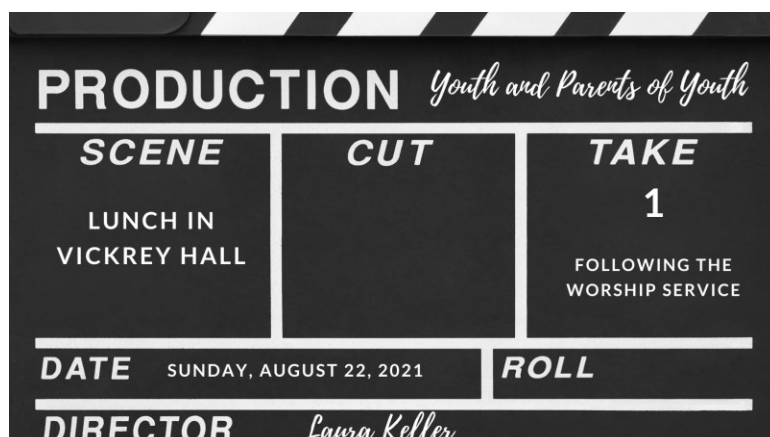 PRODUCTION Youth and Parents of Youth
SCENE CUT TAKE
LUNCH IN
VICKREY HALL
1
FOLLOWING THE
WORSHIP SERVICE
DATE SUNDAY, AUGUST 22, 2021 ROLL
DIRECTOR Laura Keller